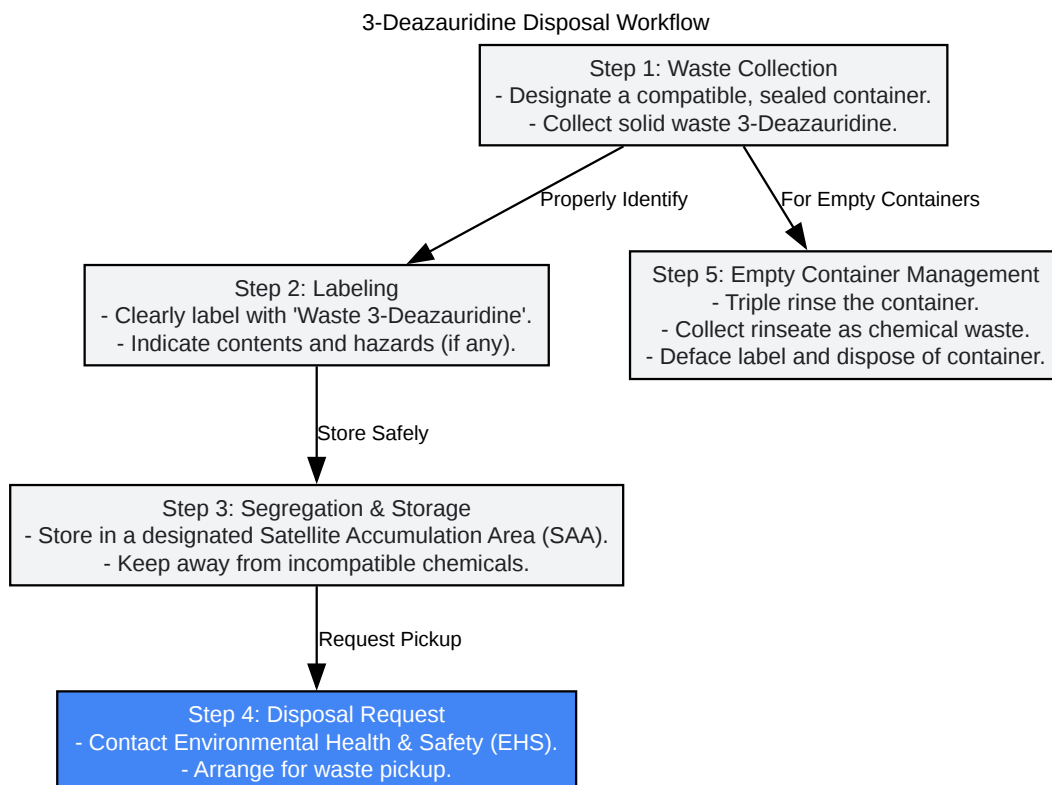 3-Deazauridine Disposal Workflow
Step 1: Waste Collection
- Designate a compatible, sealed container.
- Collect solid waste 3-Deazauridine.
Properly Identify
For Empty Containers
Step 2: Labeling
- Clearly label with 'Waste 3-Deazauridine'.
- Indicate contents and hazards (if any).
Step 5: Empty Container Management
- Triple rinse the container.
- Collect rinseate as chemical waste.
- Deface label and dispose of container.
Store Safely
Step 3: Segregation & Storage
- Store in a designated Satellite Accumulation Area (SAA).
- Keep away from incompatible chemicals.
Request Pickup
Step 4: Disposal Request
- Contact Environmental Health & Safety (EHS).
- Arrange for waste pickup.